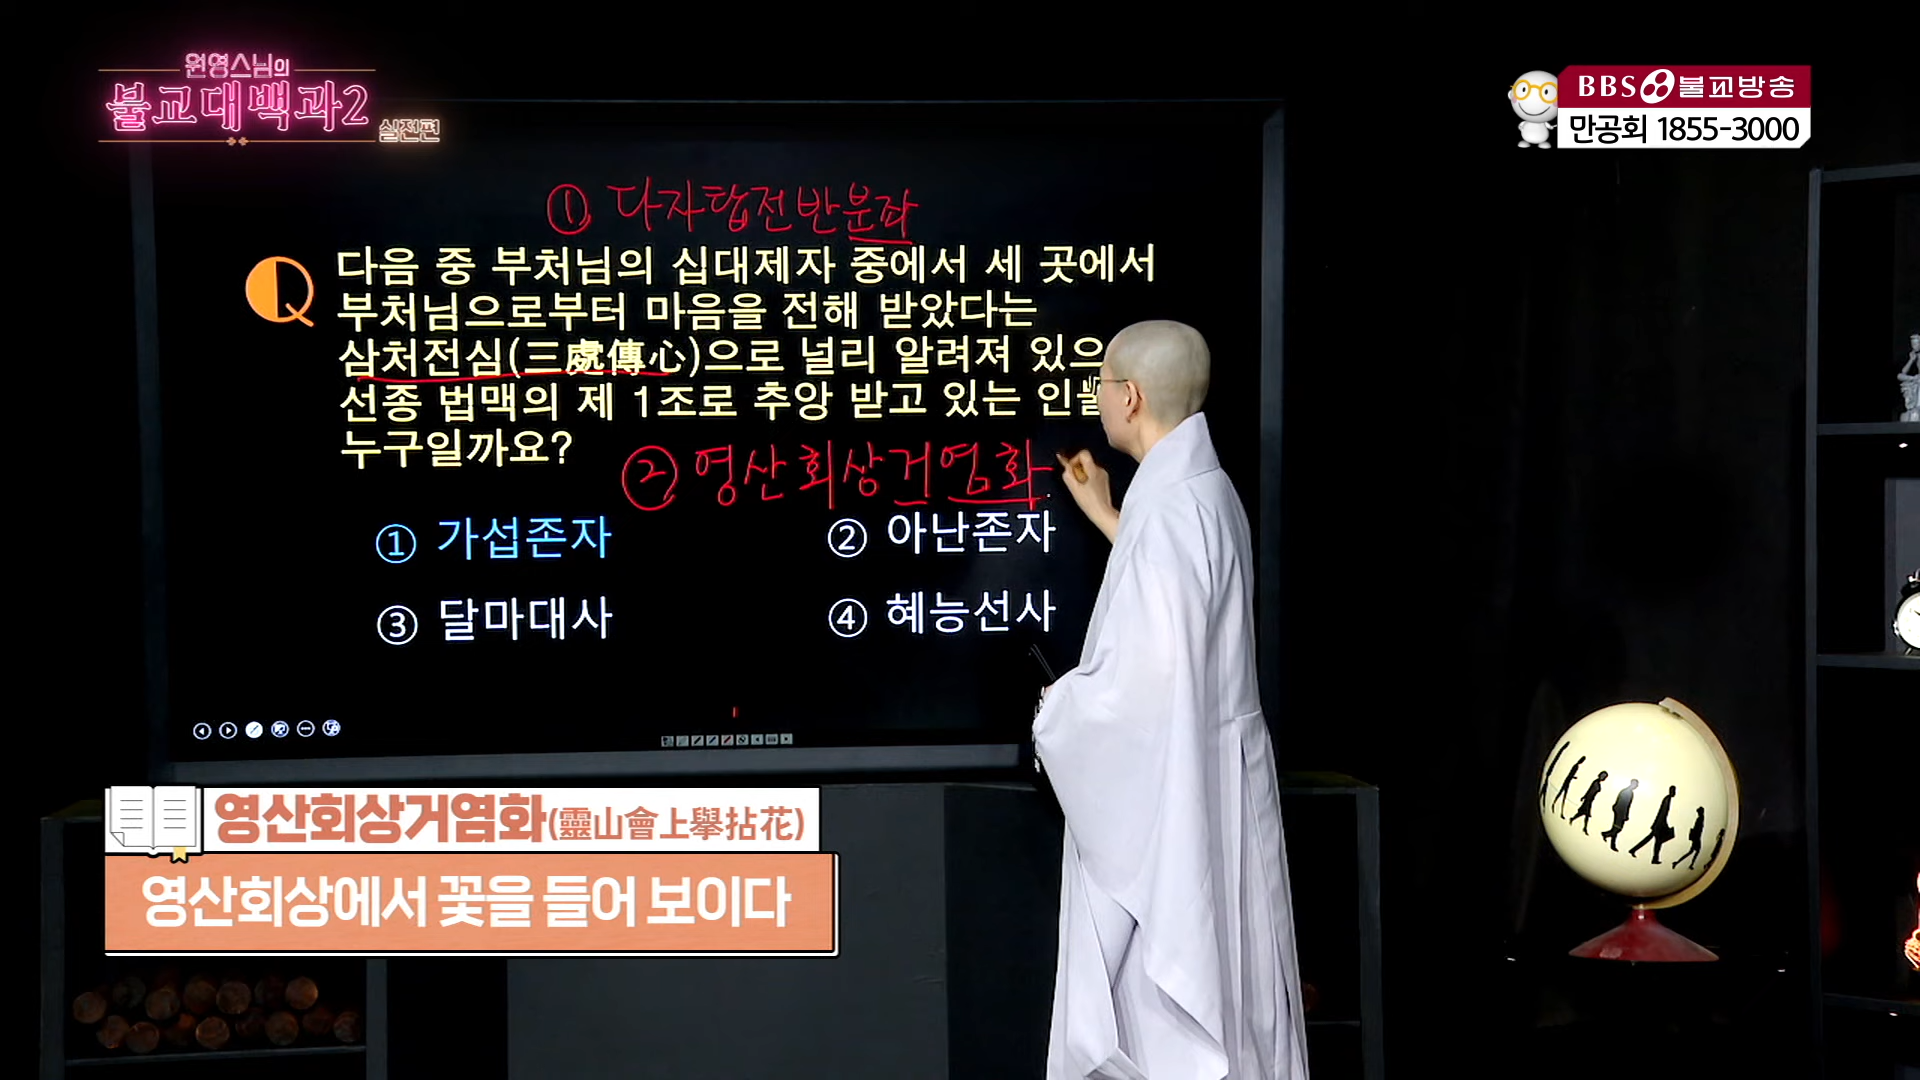 원영스님의
불교대백과2
실전편
BBS 불교방송
만공회 1855-3000
① 다자탑전반분좌
Q 다음 중 부처님의 십대제자 중에서 세 곳에서
부처님으로부터 마음을 전해 받았다는
삼처전심(三處傳心)으로 널리 알려져 있으
선종 법맥의 제 1조로 추앙 받고 있는 인
누구일까요?
② 영산회상거염화
① 가섭존자
② 아난존자
③ 달마대사
④ 혜능선사
영산회상거염화(靈山會上擧拈花)
영산회상에서 꽃을 들어 보이다